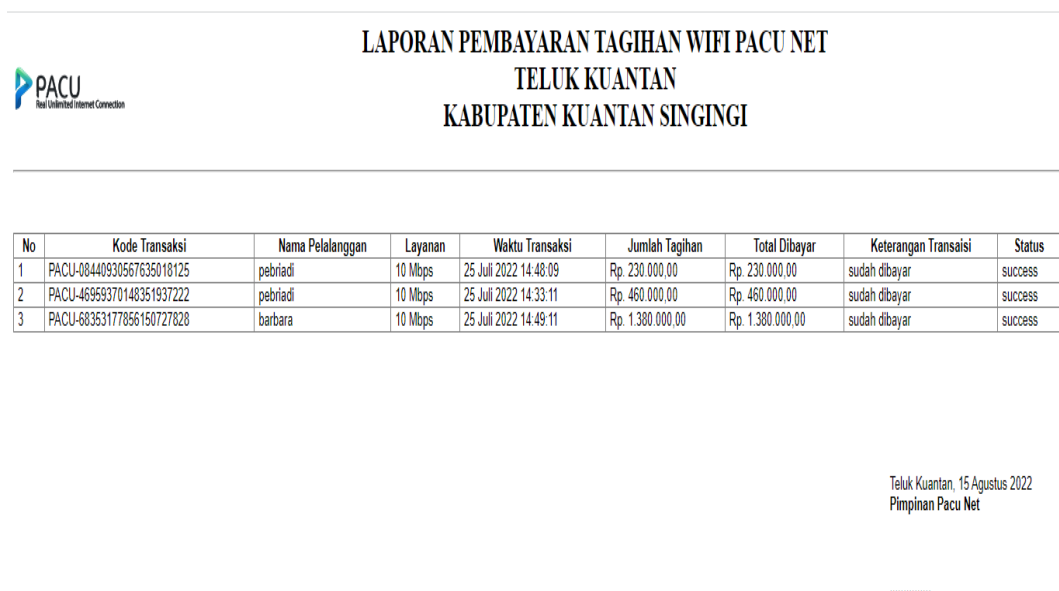 LAPORAN PEMBAYARAN TAGIHAN WIFI PACU NET
TELUK KUANTAN
KABUPATEN KUANTAN SINGINGI
PACU
Real Unlimited Internet Connection
No Kode Transaksi Nama Pelalanggan Layanan Waktu Transaksi Jumlah Tagihan Total Dibayar Keterangan Transaisi Status
1 PACU-08440930567635018125 pebriadi 10 Mbps 25 Juli 2022 14:48:09 Rp. 230.000,00 Rp. 230.000,00 sudah dibayar success
2 PACU-46959370148351937222 pebriadi 10 Mbps 25 Juli 2022 14:33:11 Rp. 460.000,00 Rp. 460.000,00 sudah dibayar success
3 PACU-68353177856150727828 barbara 10 Mbps 25 Juli 2022 14:49:11 Rp. 1.380.000,00 Rp. 1.380.000,00 sudah dibayar success
Teluk Kuantan, 15 Agustus 2022
Pimpinan Pacu Net